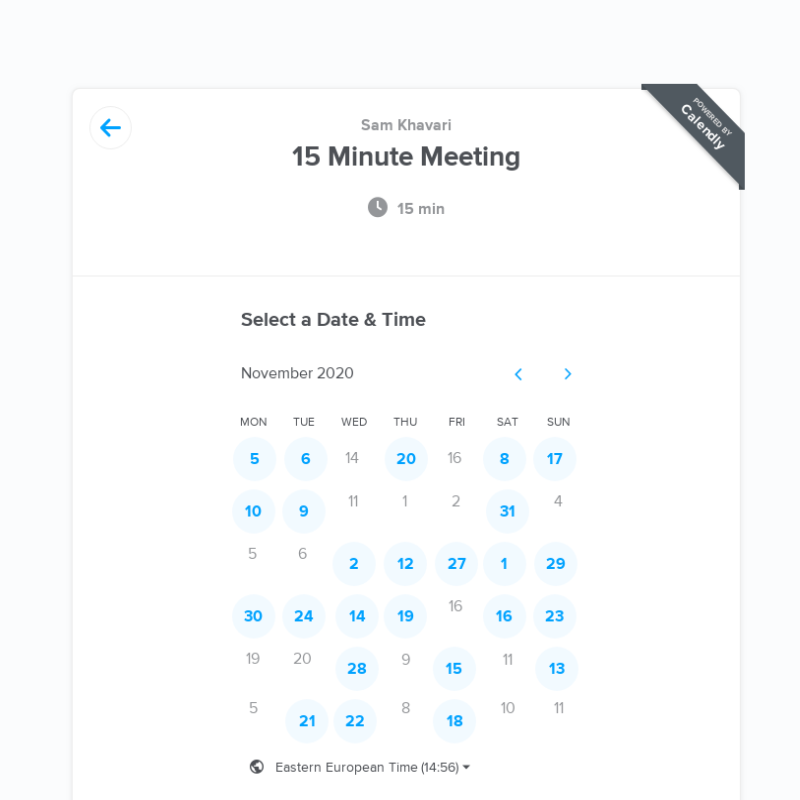 POWERED BY
Calendly
Sam Khavari
15 Minute Meeting
15 min
Select a Date & Time
November 2020
MON TUE WED THU FRI SAT SUN
5 6 14 20 16 8 17
10 9 11 1 2 31 4
5 6 2 12 27 1 29
30 24 14 19 16 16 23
19 20 28 9 15 11 13
5 21 22 8 18 10 11
Eastern European Time (14:56)